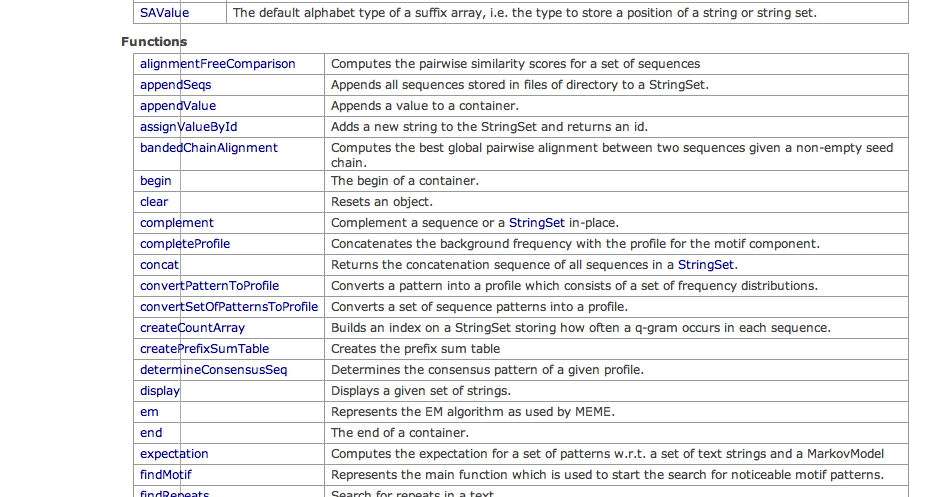 SAValue The default alphabet type of a suffix array, i.e. the type to store a position of a string or string set.
Functions
alignmentFreeComparison Computes the pairwise similarity scores for a set of sequences
appendSeqs Appends all sequences stored in files of directory to a StringSet.
appendValue Appends a value to a container.
assignValueById Adds a new string to the StringSet and returns an id.
bandedChainAlignment Computes the best global pairwise alignment between two sequences given a non-empty seed
chain.
begin The begin of a container.
clear Resets an object.
complement Complement a sequence or a StringSet in-place.
completeProfile Concatenates the background frequency with the profile for the motif component.
concat Returns the concatenation sequence of all sequences in a StringSet.
convertPatternToProfile Converts a pattern into a profile which consists of a set of frequency distributions.
convertSetOfPatternsToProfile Converts a set of sequence patterns into a profile.
createCountArray Builds an index on a StringSet storing how often a q-gram occurs in each sequence.
createPrefixSumTable Creates the prefix sum table
determineConsensusSeq Determines the consensus pattern of a given profile.
display Displays a given set of strings.
em Represents the EM algorithm as used by MEME.
end The end of a container.
expectation Computes the expectation for a set of patterns w.r.t. a set of text strings and a MarkovModel
findMotif Represents the main function which is used to start the search for noticeable motif patterns.
findRepeats Search for repeats in a text.